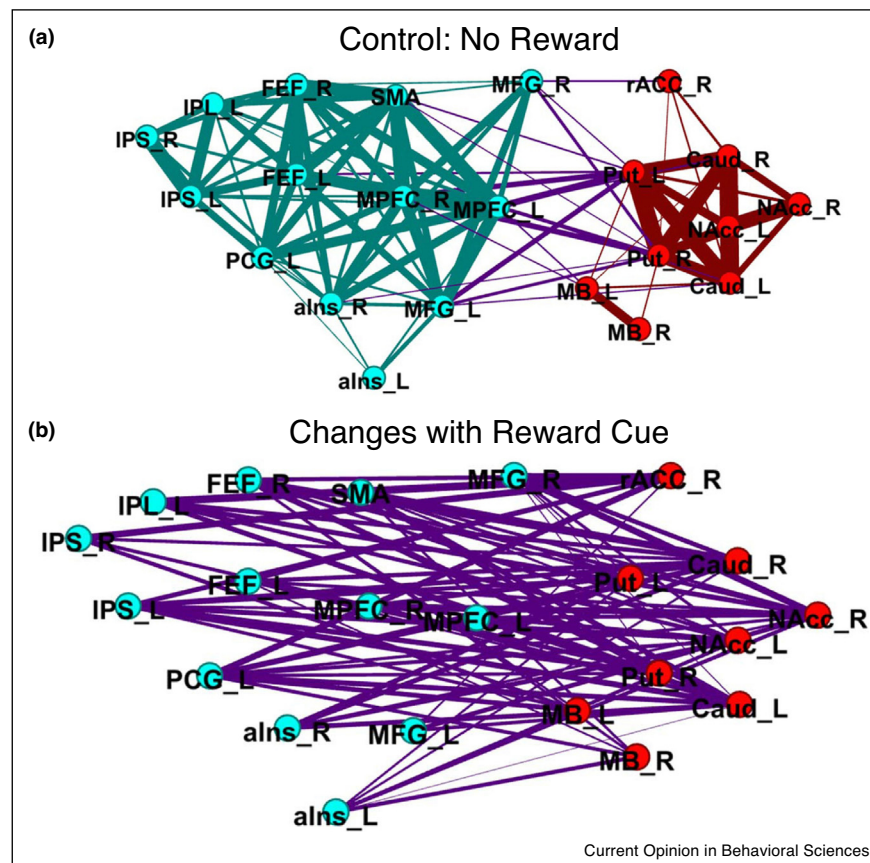 (a)
Control: No Reward
FEF_R
SMA
MFG_R
rACC_R
IPL_L
IPS_R
Caud_R
Put_L
FEF_L
IPS_L
MPFC_R
MPFC_L
NAcc_R
NAcc_L
PCG_L
Put_R
Caud_L
MB_L
aIns_R
MFG_L
MB_R
aIns_L
(b)
Changes with Reward Cue
FEF_R
SMA
MFG_R
rACC_R
IPL_L
IPS_R
Caud_R
FEF_L
Put_L
IPS_L
MPFC_R
MPFC_L
NAcc_R
NAcc_L
PCG_L
Put_R
Caud_L
MB_L
aIns_R
MFG_L
MB_R
aIns_L
Current Opinion in Behavioral Sciences